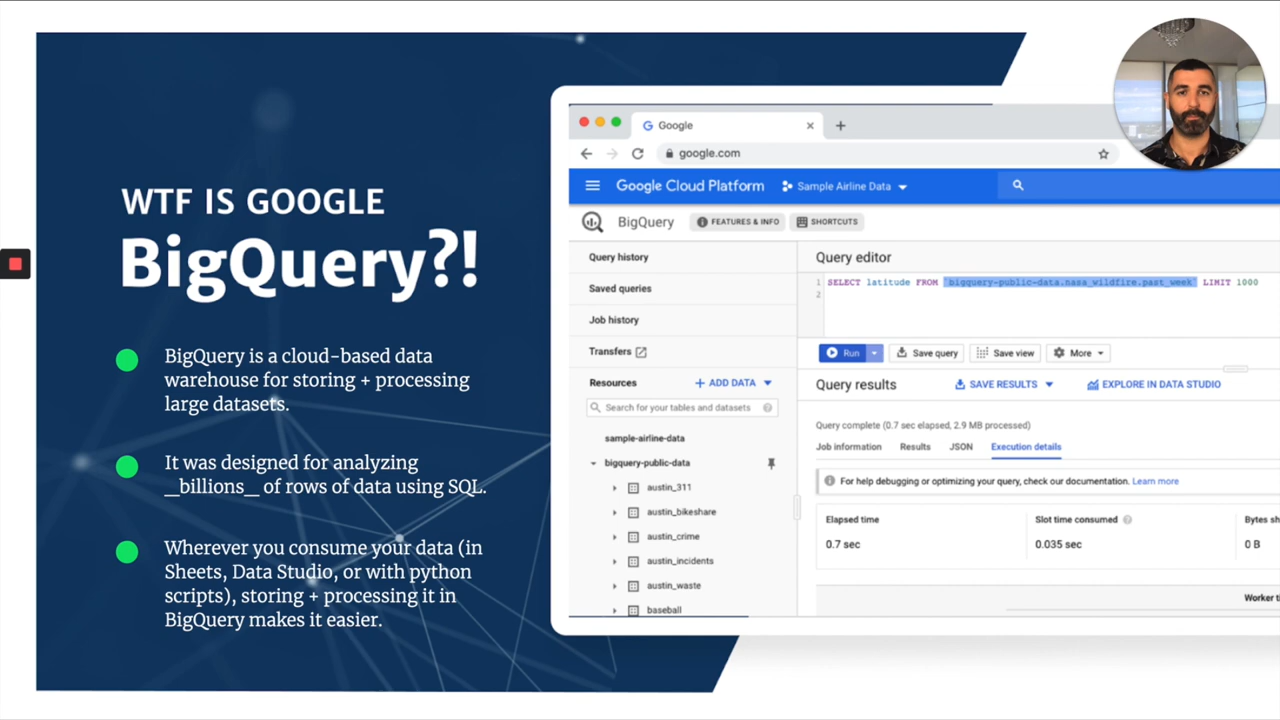 WTF IS GOOGLE
BigQuery?!
BigQuery is a cloud-based data
warehouse for storing + processing
large datasets.
It was designed for analyzing
__billions__ of rows of data using SQL.
Wherever you consume your data (in
Sheets, Data Studio, or with python
scripts), storing + processing it in
BigQuery makes it easier.
Google
google.com
Google Cloud Platform Sample Airline Data
BigQuery FEATURES & INFO SHORTCUTS
Query history
Saved queries
Job history
Transfers
Resources + ADD DATA
Search for your tables and datasets
sample-airline-data
bigquery-public-data
austin_311
austin_bikeshare
austin_crime
austin_incidents
austin_waste
baseball
Query editor
1 SELECT latitude FROM `bigquery-public-data.nasa_wildfire.past_week` LIMIT 1000
2
Run Save query Save view More
Query results SAVE RESULTS EXPLORE IN DATA STUDIO
Query complete (0.7 sec elapsed, 2.9 MB processed)
Job information Results JSON Execution details
For help debugging or optimizing your query, check our documentation. Learn more
Elapsed time Slot time consumed Bytes sh
0.7 sec 0.035 sec 0 B
Worker ti